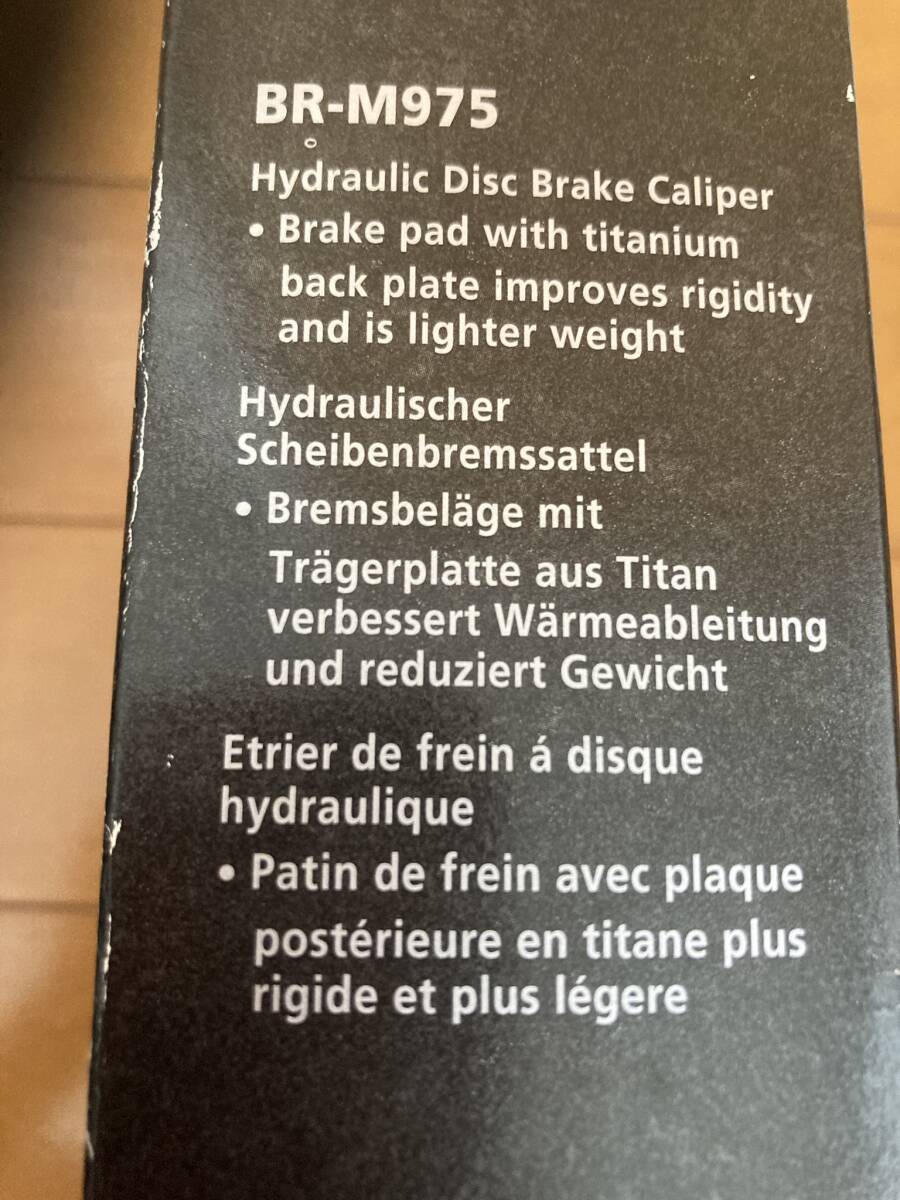 BR-M975
Hydraulic Disc Brake Caliper
• Brake pad with titanium
back plate improves rigidity
and is lighter weight
Hydraulischer
Scheibenbremssattel
• Bremsbeläge mit
Trägerplatte aus Titan
verbessert Wärmeableitung
und reduziert Gewicht
Etrier de frein á disque
hydraulique
• Patin de frein avec plaque
postérieure en titane plus
rigide et plus légere